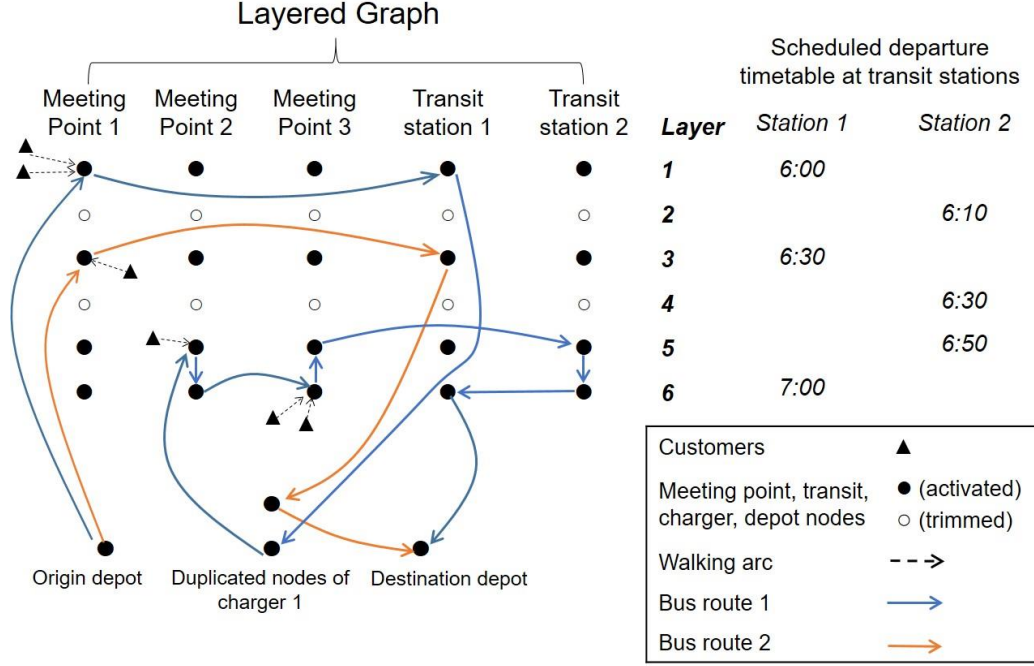 Layered Graph
Scheduled departure
timetable at transit stations
Meeting
Point 1
Meeting
Point 2
Meeting
Point 3
Transit
station 1
Transit
station 2
Layer
Station 1
Station 2
1
6:00
2
6:10
3
6:30
4
6:30
5
6:50
6
7:00
Customers
Meeting point, transit,
charger, depot nodes
(activated)
(trimmed)
Walking arc
Bus route 1
Bus route 2
Origin depot
Duplicated nodes of
charger 1
Destination depot